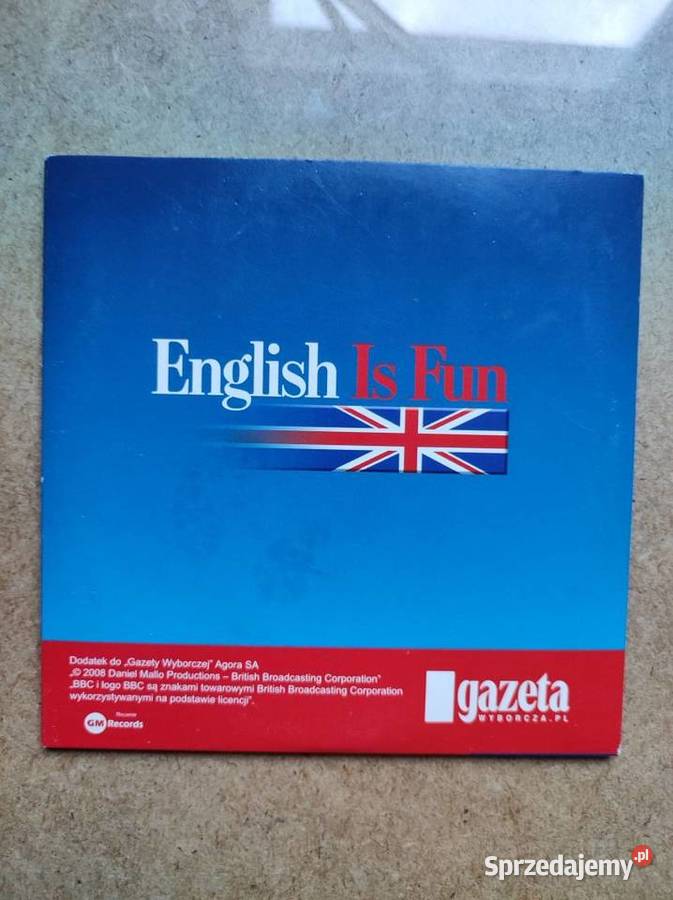 English Is Fun
Dodatek do „Gazety Wyborczej” Agora SA
„© 2008 Daniel Mallo Productions – British Broadcasting Corporation”
„BBC i logo BBC są znakami towarowymi British Broadcasting Corporation
wykorzystywanymi na podstawie licencji”.
GM Records
gazeta
WYBORCZA.PL
Sprzedajemy.pl